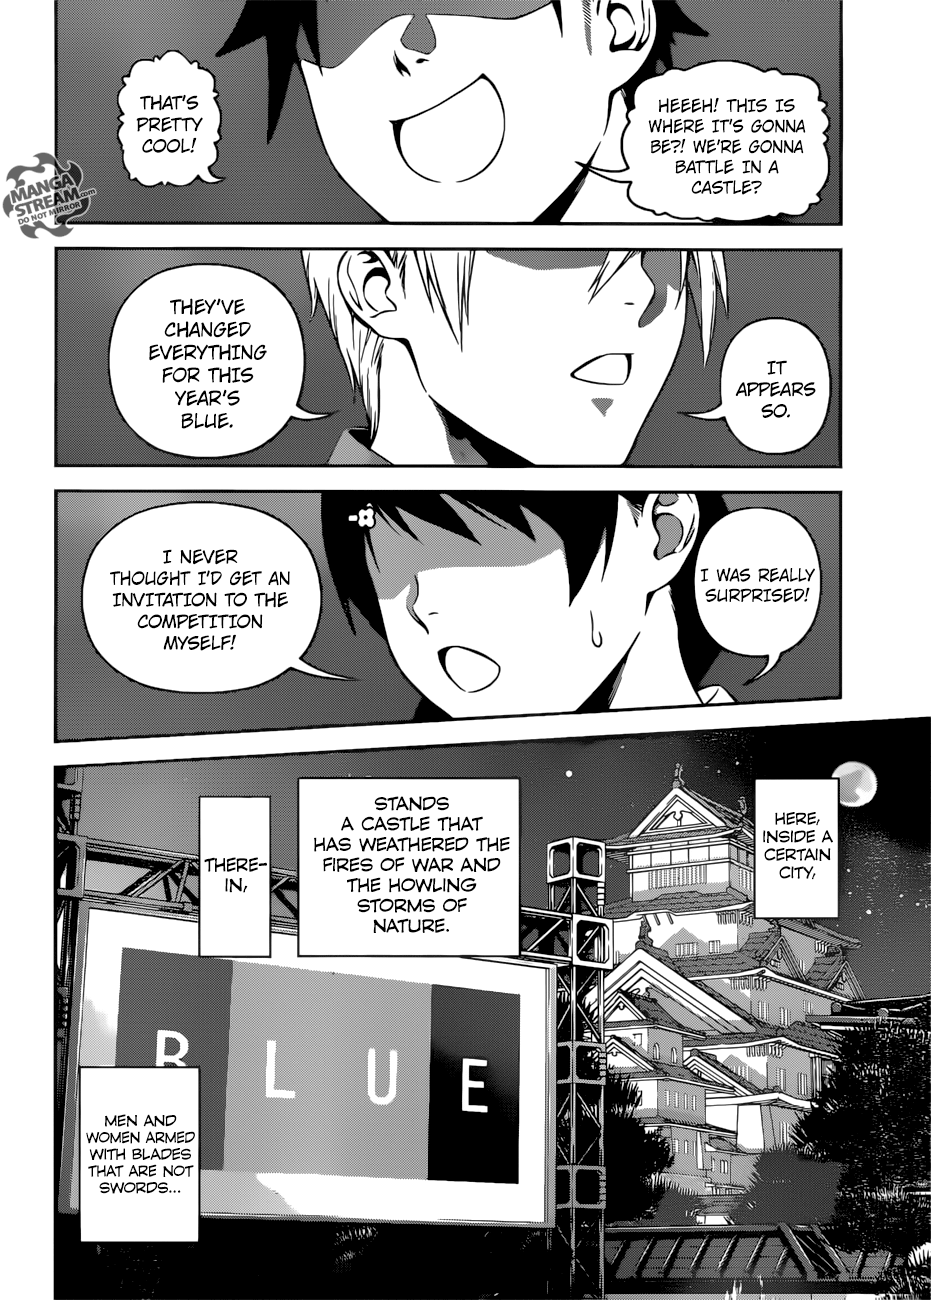 HEEEH! THIS IS
WHERE IT'S GONNA
BE?! WE'RE GONNA
BATTLE IN A
CASTLE?
THAT'S
PRETTY
COOL!
MANGA
STREAM.com
DO NOT MIRROR
IT
APPEARS
SO.
THEY'VE
CHANGED
EVERYTHING
FOR THIS
YEAR'S
BLUE.
I WAS REALLY
SURPRISED!
I NEVER
THOUGHT I'D GET AN
INVITATION TO THE
COMPETITION
MYSELF!
HERE,
INSIDE A
CERTAIN
CITY,
STANDS
A CASTLE THAT
HAS WEATHERED THE
FIRES OF WAR AND
THE HOWLING
STORMS OF
NATURE.
THERE-
IN,
BLUE
MEN AND
WOMEN ARMED
WITH BLADES
THAT ARE NOT
SWORDS...